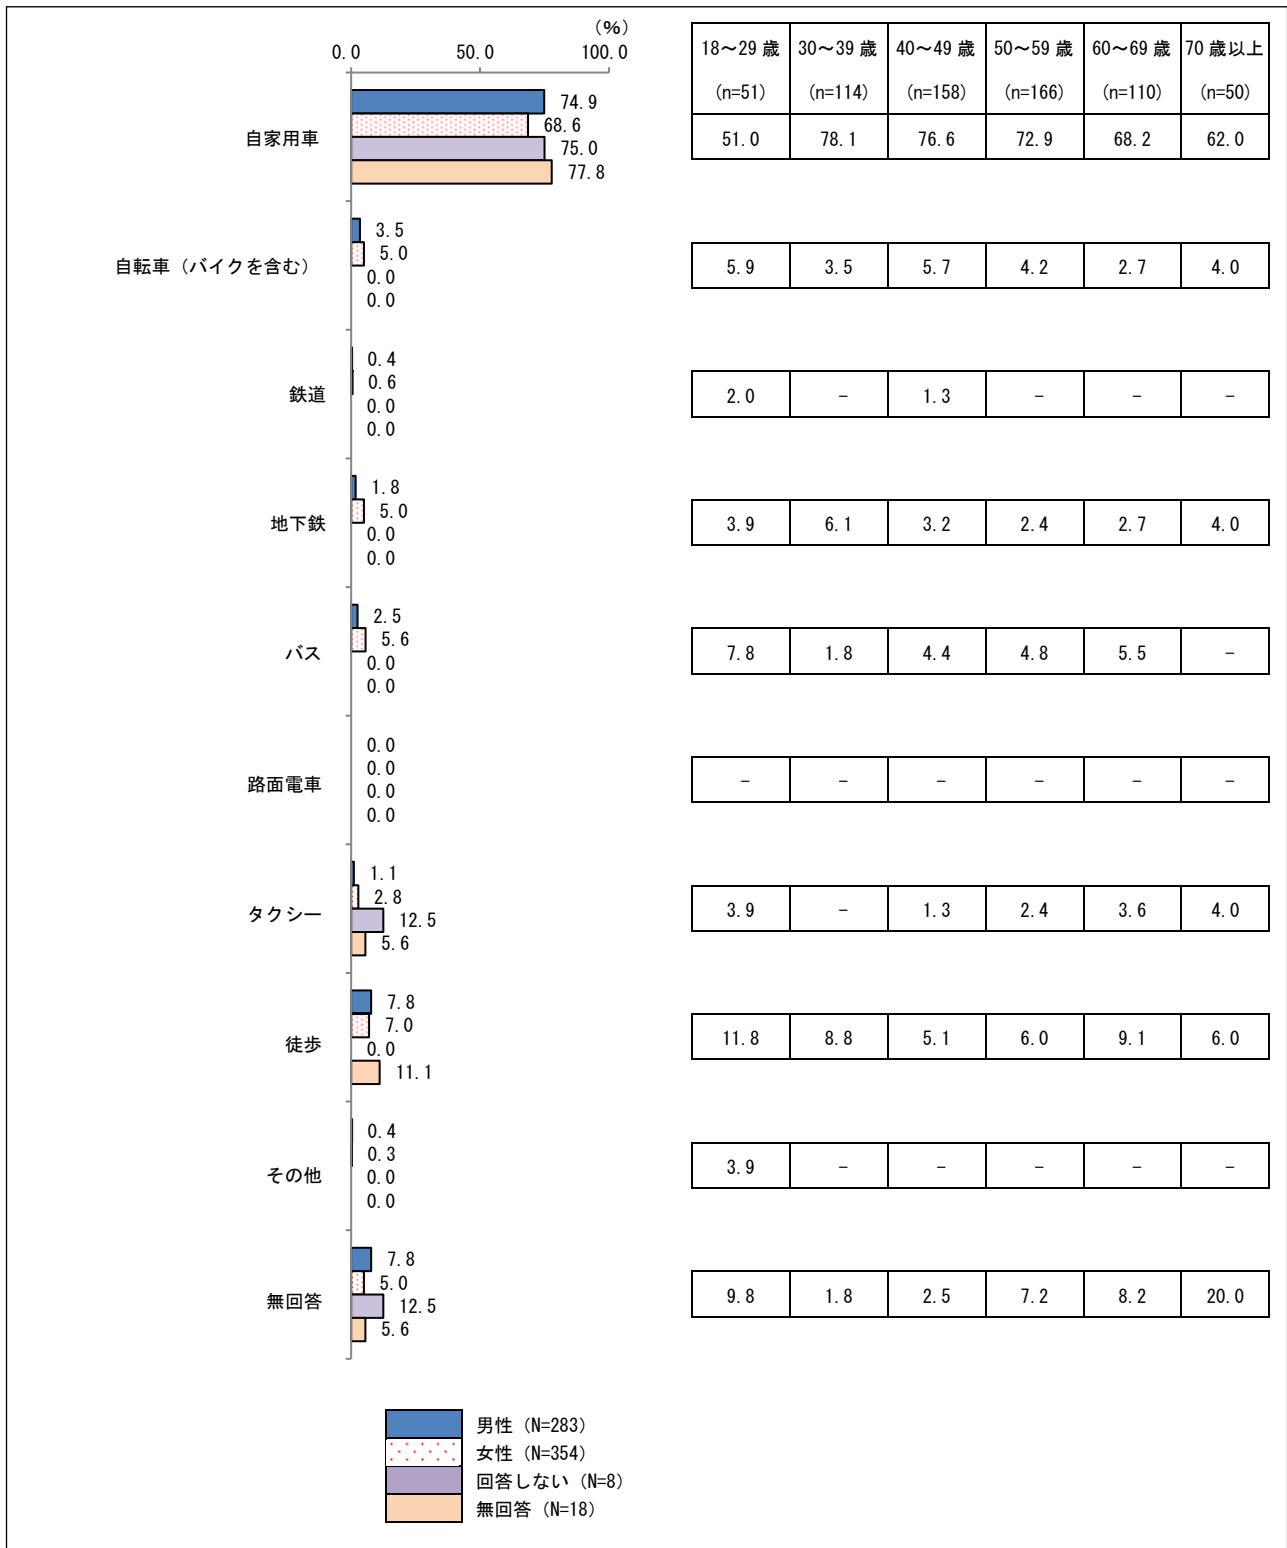 (%)
0.0 50.0 100.0
18～29 歳 30～39 歳 40～49 歳 50～59 歳 60～69 歳 70 歳以上
(n=51) (n=114) (n=158) (n=166) (n=110) (n=50)
自家用車
74.9
68.6
75.0
77.8
51.0 78.1 76.6 72.9 68.2 62.0
自転車（バイクを含む）
3.5
5.0
0.0
0.0
5.9 3.5 5.7 4.2 2.7 4.0
鉄道
0.4
0.6
0.0
0.0
2.0 － 1.3 － － －
地下鉄
1.8
5.0
0.0
0.0
3.9 6.1 3.2 2.4 2.7 4.0
バス
2.5
5.6
0.0
0.0
7.8 1.8 4.4 4.8 5.5 －
路面電車
0.0
0.0
0.0
0.0
－ － － － － －
タクシー
1.1
2.8
12.5
5.6
3.9 － 1.3 2.4 3.6 4.0
徒歩
7.8
7.0
0.0
11.1
11.8 8.8 5.1 6.0 9.1 6.0
その他
0.4
0.3
0.0
0.0
3.9 － － － － －
無回答
7.8
5.0
12.5
5.6
9.8 1.8 2.5 7.2 8.2 20.0
男性（N=283）
女性（N=354）
回答しない（N=8）
無回答（N=18）